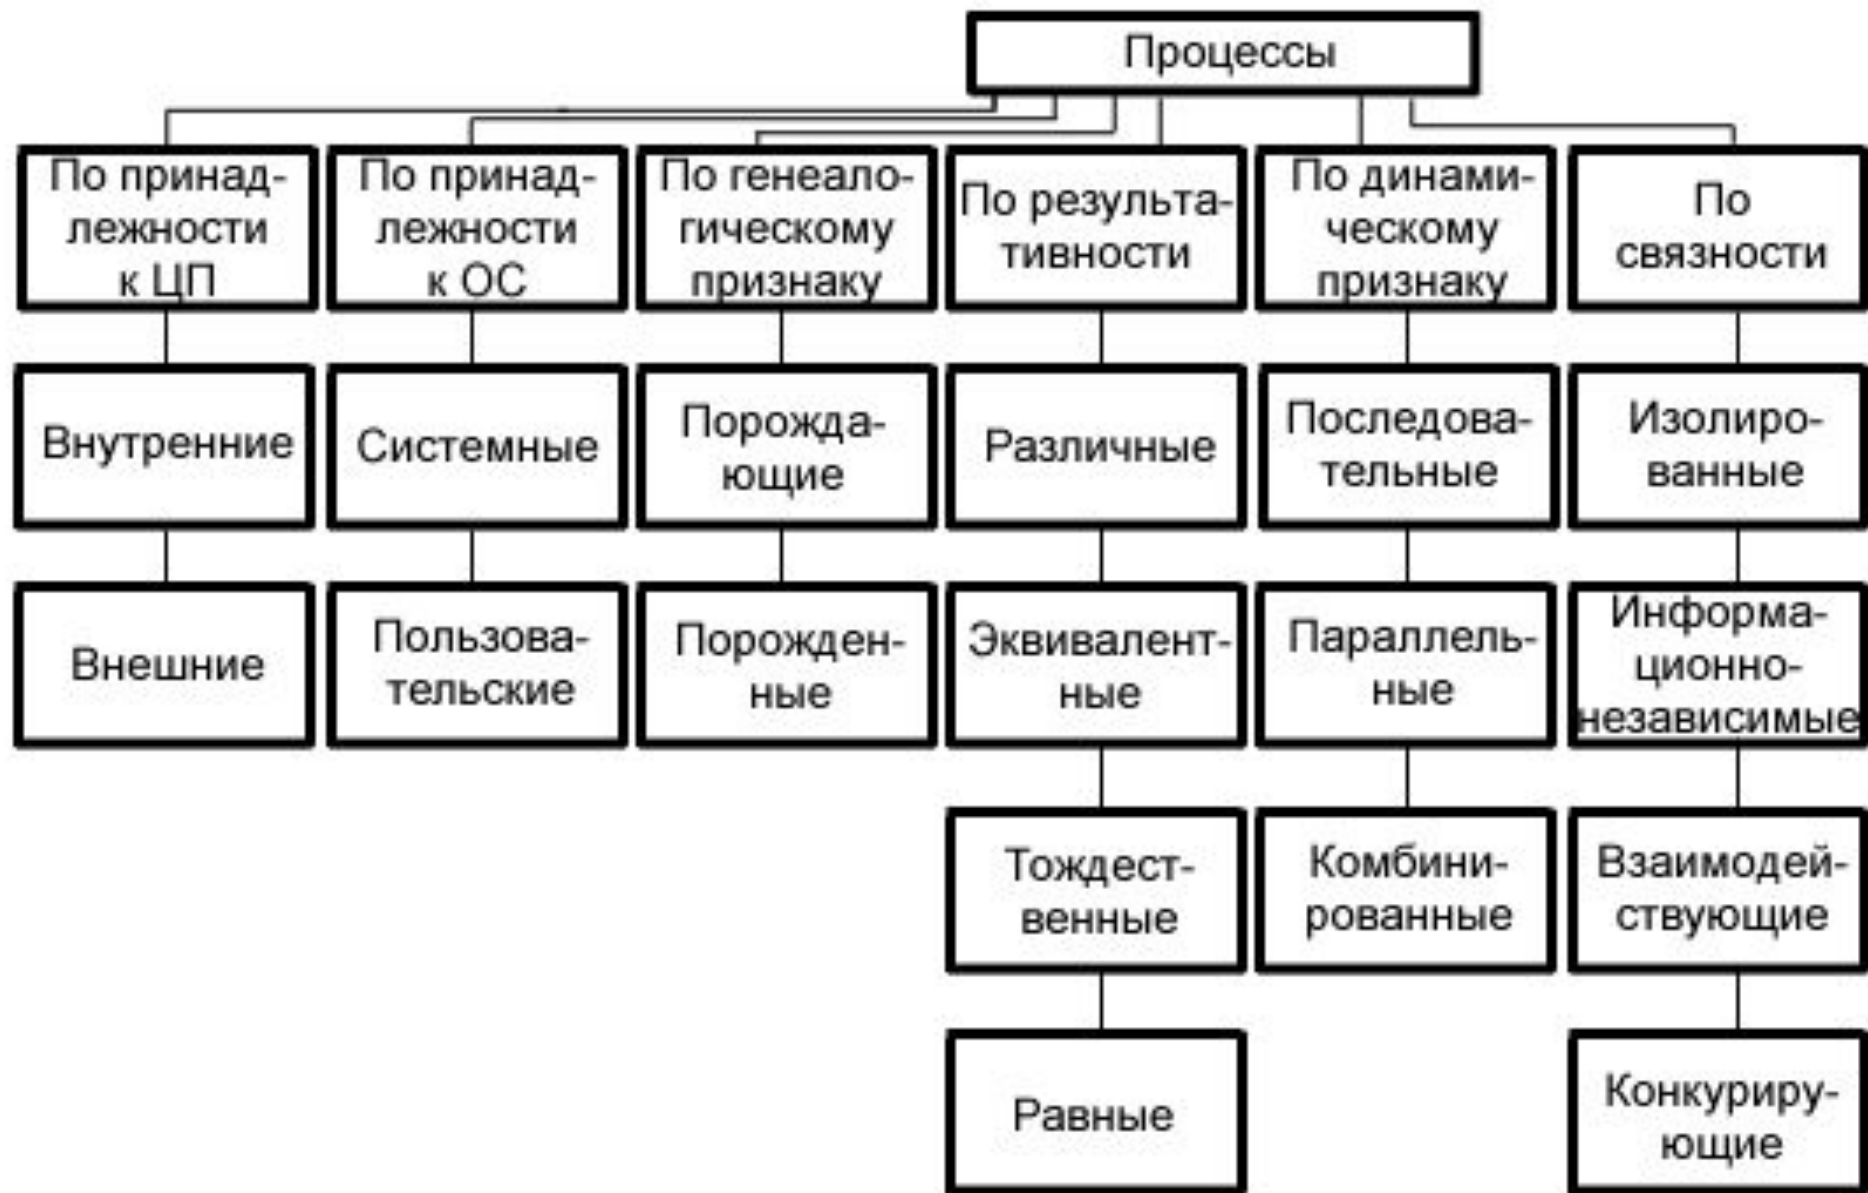 Процессы
По принад-
лежности
к ЦП
По принад-
лежности
к ОС
По генеало-
гическому
признаку
По результа-
тивности
По динами-
ческому
признаку
По
связности
Внутренние
Системные
Порожда-
ющие
Различные
Последова-
тельные
Изолиро-
ванные
Внешние
Пользова-
тельские
Порожден-
ные
Эквивалент-
ные
Параллель-
ные
Информа-
ционно-
независимые
Тождест-
венные
Комбини-
рованные
Взаимодей-
ствующие
Равные
Конкуриру-
ющие